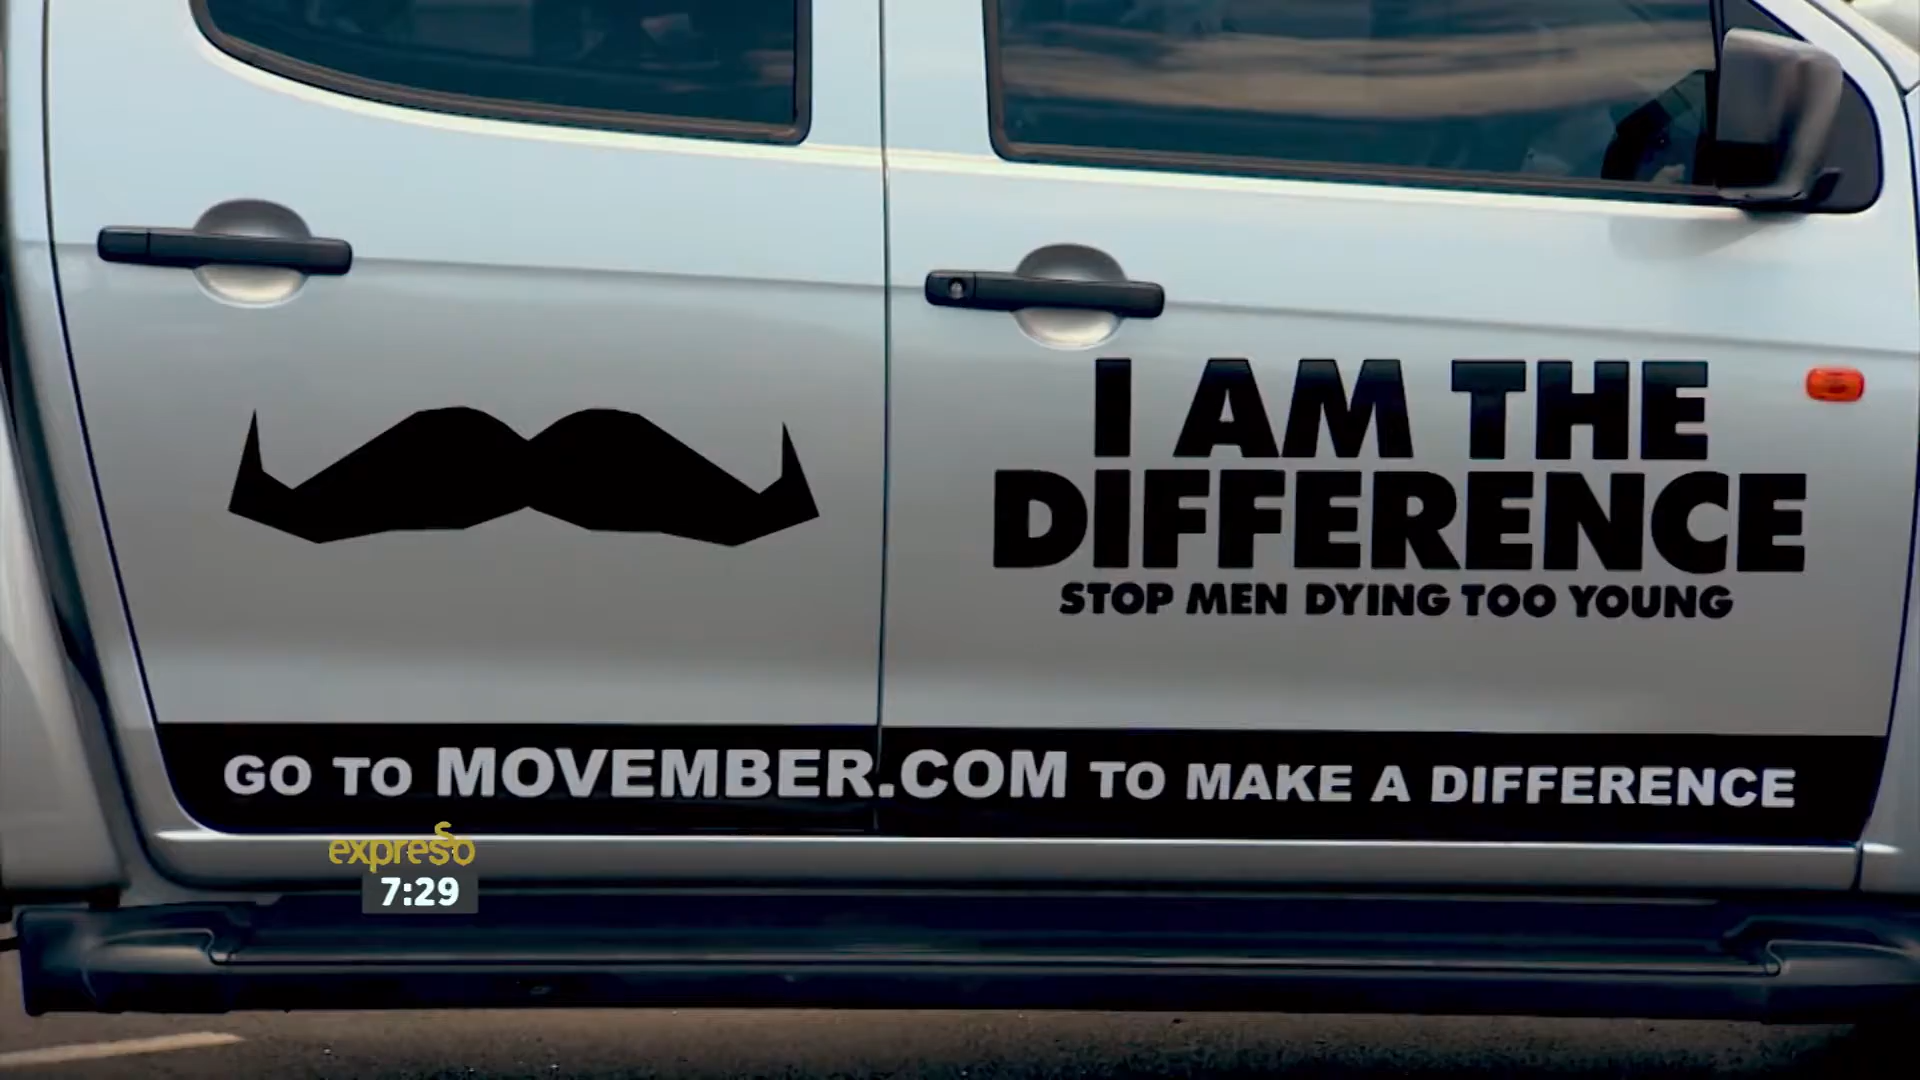 I AM THE
DIFFERENCE
STOP MEN DYING TOO YOUNG
GO TO MOVEMBER.COM TO MAKE A DIFFERENCE
expresso
7:29